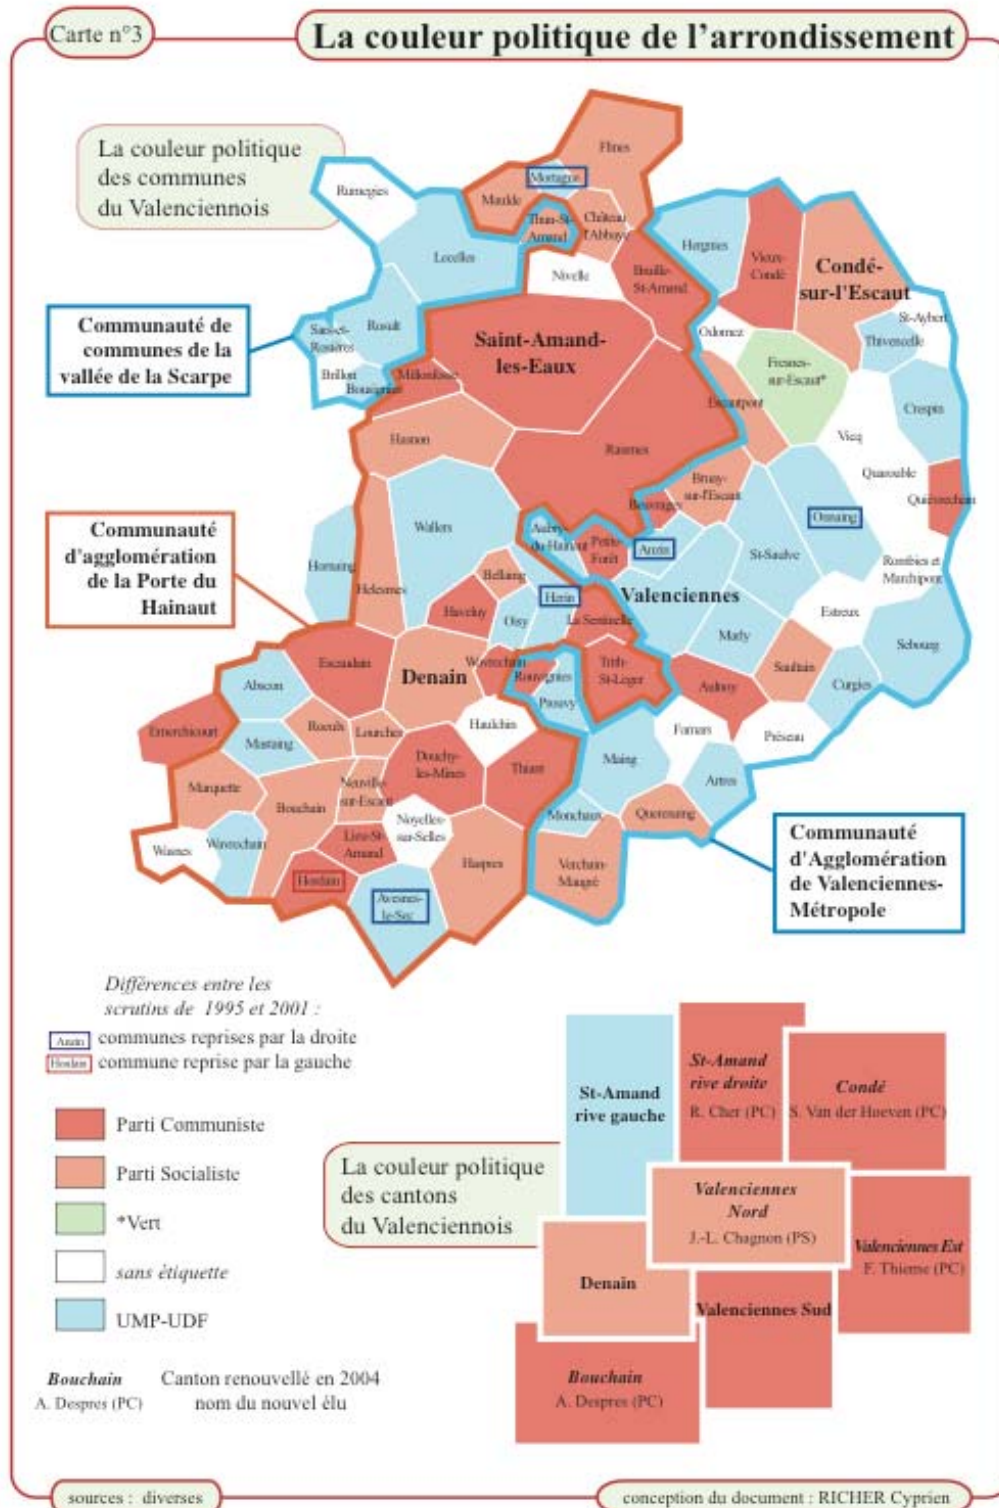 Carte n°3
La couleur politique de l'arrondissement
La couleur politique
des communes
du Valenciennois
Flines
Mortagne
Rumegies
Maulde
Thun-St-
Amand
Château
l'Abbaye
Lecelles
Nivelle
Bruille-
St-Amand
Hergnies
Vieux-
Condé
Condé-
sur-l'Escaut
St-Aybert
Thivencelle
Communauté de
communes de la
vallée de la Scarpe
Rosult
Brillon
Bousignies
Millonfosse
Saint-Amand-
les-Eaux
Odomez
Fresnes-
sur-Escaut*
Escautpont
Crespin
Vicq
Quarouble
Quiévrechain
Hasnon
Raismes
Bruay-
sur-l'Escaut
Beuvrages
Onnaing
Communauté
d'agglomération
de la Porte du
Hainaut
Wallers
Aubry-
du-Hainaut
Petite-
Forêt
Anzin
St-Saulve
Rombies et
Marchipont
Hornaing
Helesmes
Bellaing
Haveluy
Oisy
Herin
La Sentinelle
Valenciennes
Estreux
Marly
Sebourg
Saultain
Curgies
Escaudain
Denain
Wavrechain
Rouvignies
Prouvy
Trith-
St-Leger
Aulnoy
Abscon
Emerchicourt
Mastaing
Roeulx
Lourches
Haulchin
Famars
Préseau
Marquette
Bouchain
Neuville-
sur-Escaut
Douchy-
les-Mines
Thiant
Maing
Artres
Monchaux
Querenaing
Wasnes
Wavrechain
Lieu-St-
Amand
Noyelles-
sur-Selles
Haspres
Verchain-
Maugré
Hordain
Avesnes-
le-Sec
Communauté
d'Agglomération
de Valenciennes-
Métropole
Différences entre les
scrutins de 1995 et 2001 :
Anzin communes reprises par la droite
Hordain commune reprise par la gauche
Parti Communiste
Parti Socialiste
*Vert
sans étiquette
UMP-UDF
Bouchain Canton renouvellé en 2004
A. Despres (PC) nom du nouvel élu
La couleur politique
des cantons
du Valenciennois
St-Amand
rive gauche
St-Amand
rive droite
R. Cher (PC)
Condé
S. Van der Hoeven (PC)
Valenciennes
Nord
J.-L. Chagnon (PS)
Valenciennes Est
F. Thieme (PC)
Denain
Valenciennes Sud
Bouchain
A. Despres (PC)
sources : diverses
conception du document : RICHER Cyprien